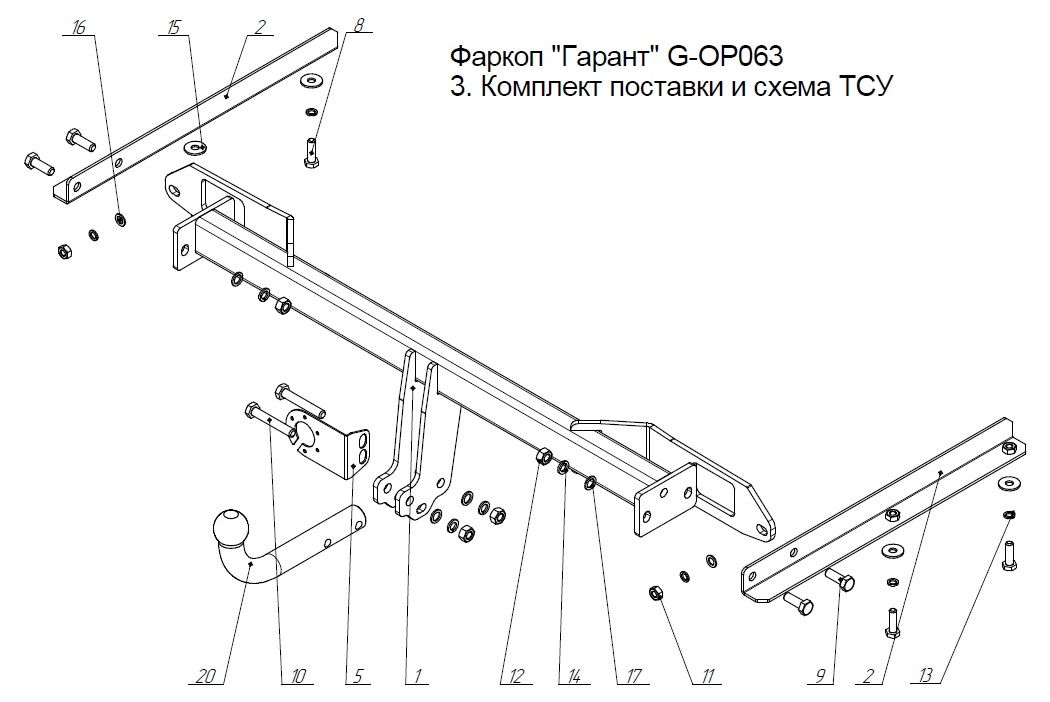 16 15 2 8
Фаркоп "Гарант" G-OP063
3. Комплект поставки и схема ТСУ
20 10 5 1 12 14 17 11 9 2 13